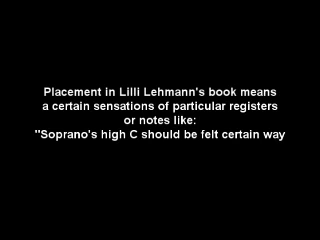 Placement in Lilli Lehmann's book means
a certain sensations of particular registers
or notes like:
"Soprano's high C should be felt certain way